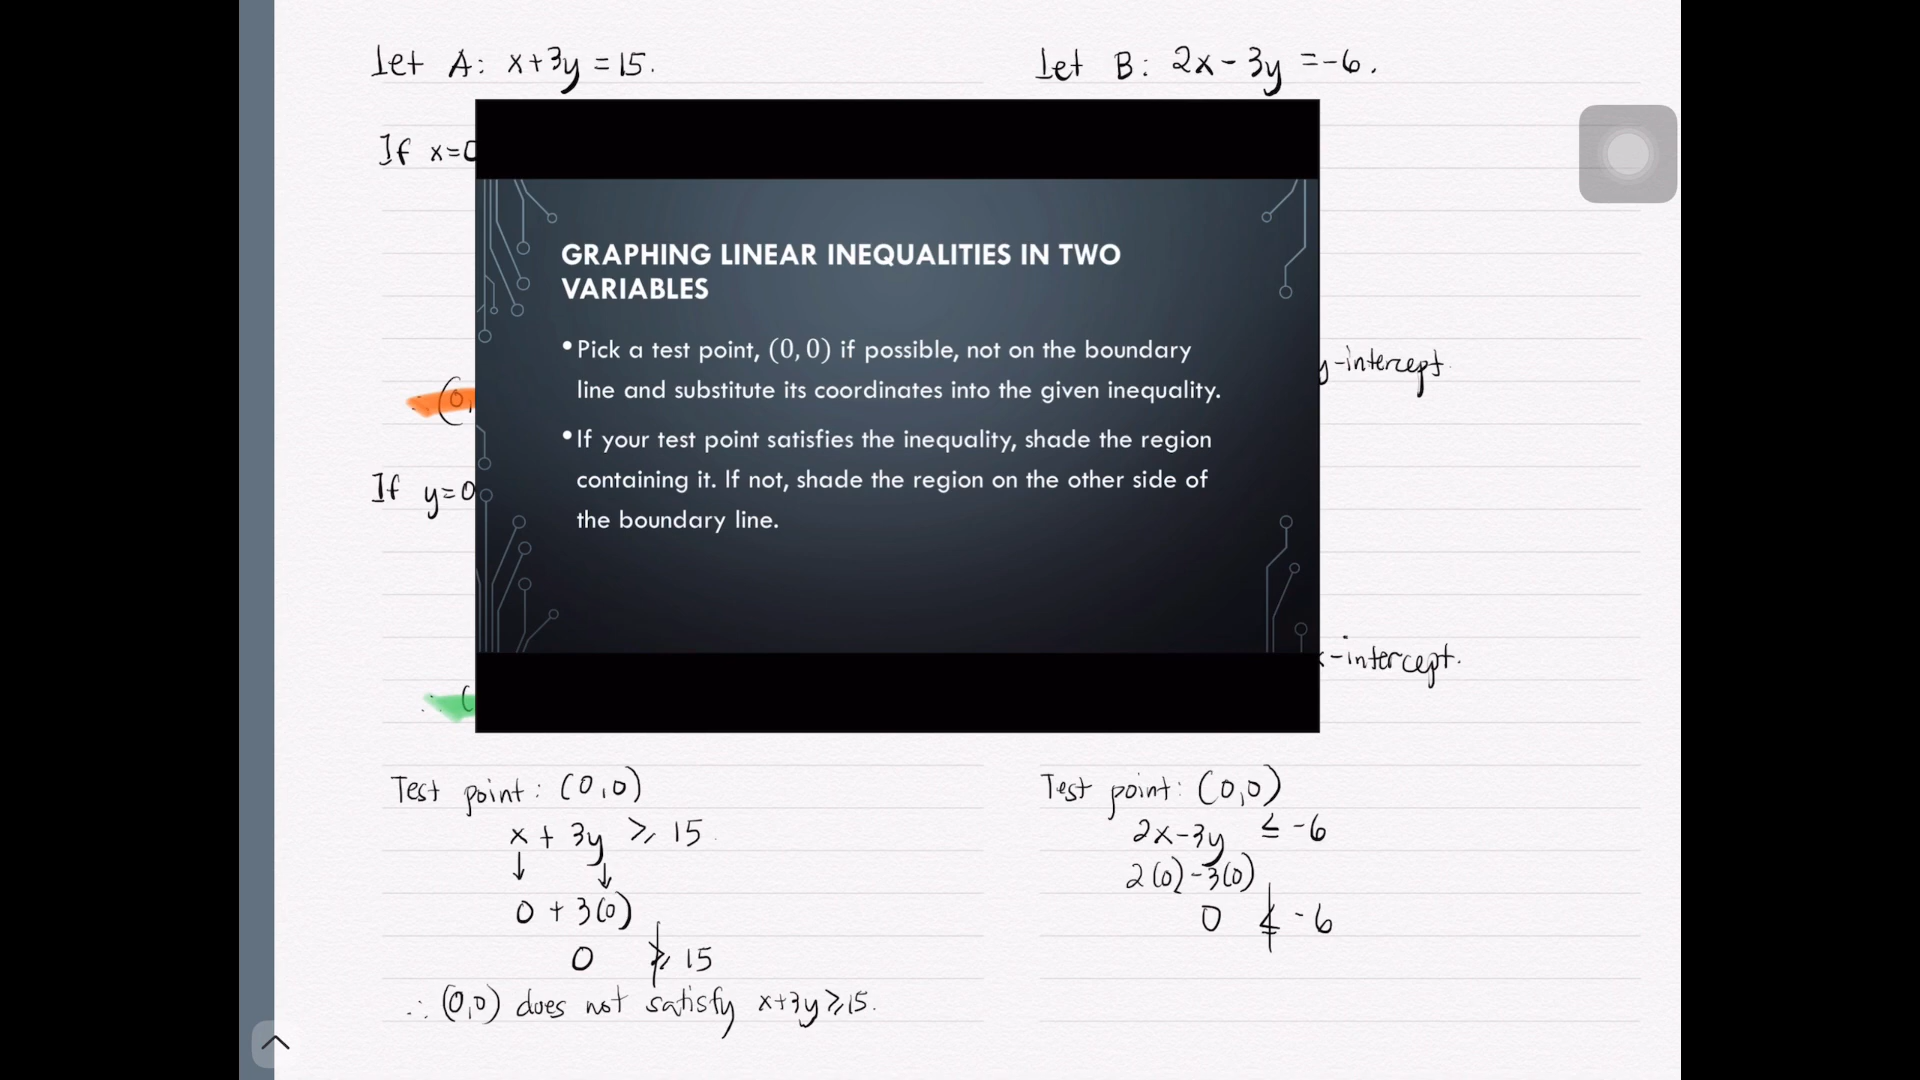 Let A: x+3y = 15.
Let B: 2x - 3y = -6.
If x=0
GRAPHING LINEAR INEQUALITIES IN TWO
VARIABLES
•Pick a test point, (0, 0) if possible, not on the boundary
line and substitute its coordinates into the given inequality.
•If your test point satisfies the inequality, shade the region
containing it. If not, shade the region on the other side of
the boundary line.
y-intercept.
∴ (0,
If y=0
x-intercept.
∴ (
Test point: (0,0)
x + 3y ≥ 15
↓ ↓
0 + 3(0)
0 ≱ 15
∴ (0,0) does not satisfy x+3y ≥ 15.
Test point: (0,0)
2x-3y ≤ -6
2(0) - 3(0)
0 ≰ -6